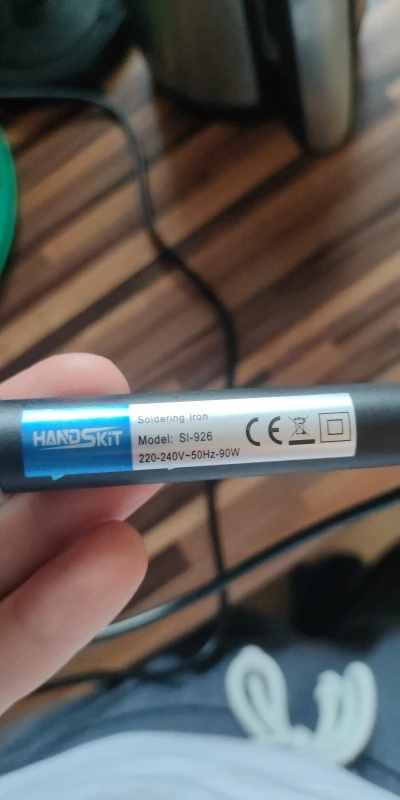 HANDSKIT
Soldering Iron
Model: SI-926
220-240V~50Hz-90W
CE